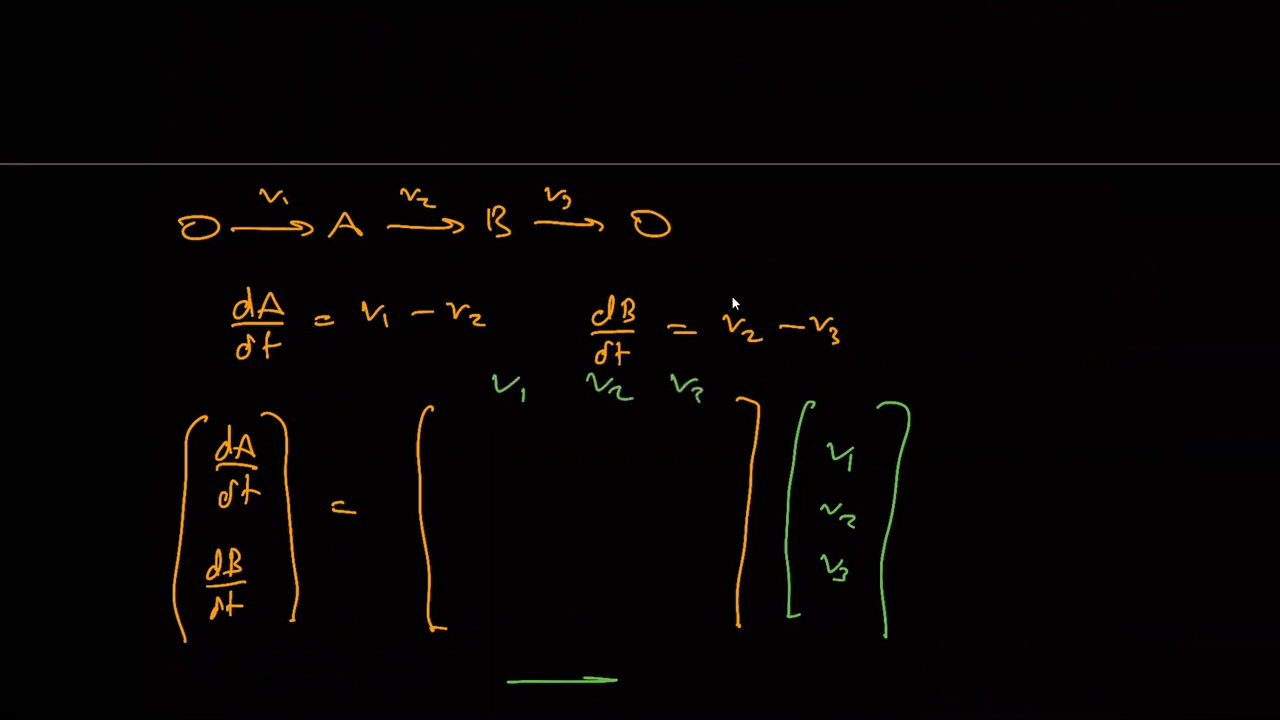 O →(v₁) A →(v₂) B →(v₃) O
dA/dt = v₁ − v₂ dB/dt = v₂ − v₃
v₁ v₂ v₃
[dA/dt dB/dt] = [ ] [v₁ v₂ v₃]